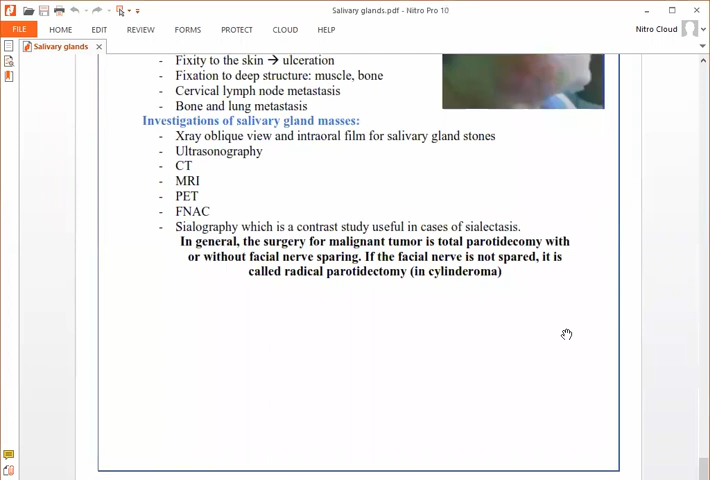 Salivary glands.pdf - Nitro Pro 10
FILE
HOME
EDIT
REVIEW
FORMS
PROTECT
CLOUD
HELP
Nitro Cloud
Salivary glands
- Fixity to the skin → ulceration
- Fixation to deep structure: muscle, bone
- Cervical lymph node metastasis
- Bone and lung metastasis
Investigations of salivary gland masses:
- Xray oblique view and intraoral film for salivary gland stones
- Ultrasonography
- CT
- MRI
- PET
- FNAC
- Sialography which is a contrast study useful in cases of sialectasis.
In general, the surgery for malignant tumor is total parotidecomy with
or without facial nerve sparing. If the facial nerve is not spared, it is
called radical parotidectomy (in cylinderoma)